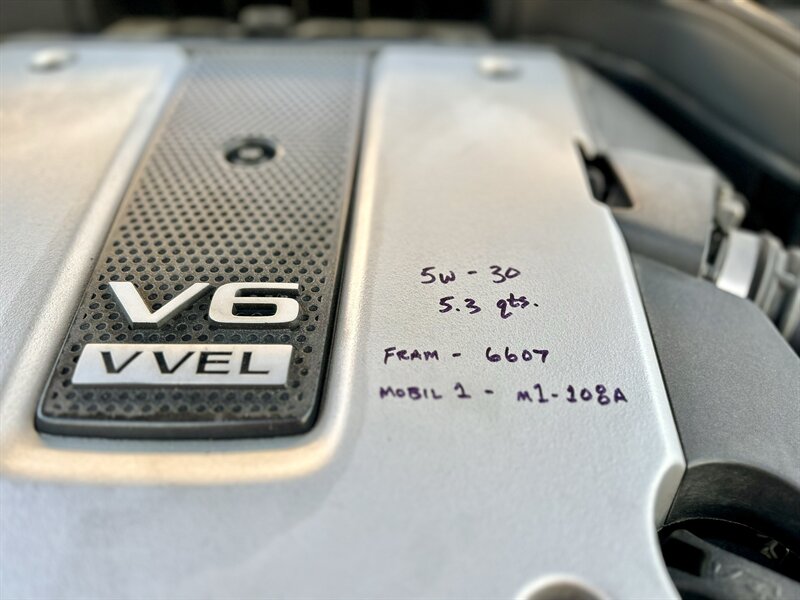 V6
VVEL
5W - 30
5.3 qts.
FRAM - 6607
MOBIL 1 - M1-108A